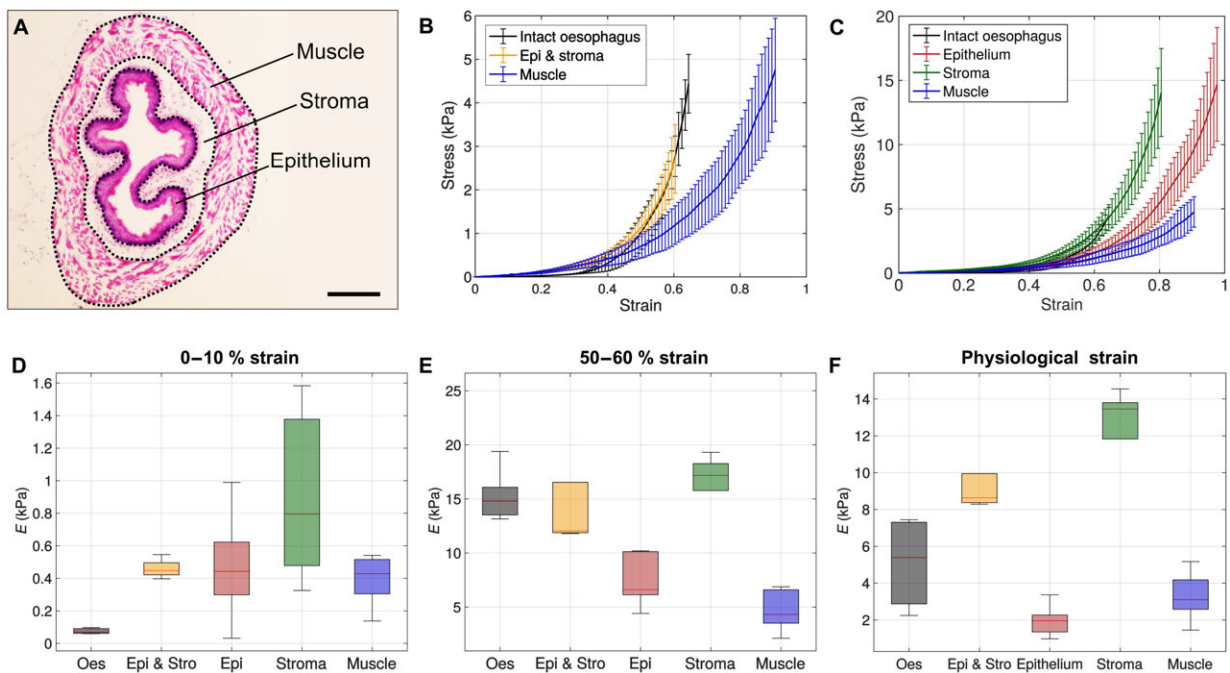 A
Muscle
Stroma
Epithelium
B
Intact oesophagus
Epi & stroma
Muscle
Stress (kPa)
6
5
4
3
2
1
0
0 0.2 0.4 0.6 0.8 1
Strain
C
Intact oesophagus
Epithelium
Stroma
Muscle
Stress (kPa)
20
15
10
5
0
0 0.2 0.4 0.6 0.8 1
Strain
D
0–10 % strain
E (kPa)
1.6
1.4
1.2
1
0.8
0.6
0.4
0.2
0
Oes Epi & Stro Epi Stroma Muscle
E
50–60 % strain
E (kPa)
25
20
15
10
5
Oes Epi & Stro Epi Stroma Muscle
F
Physiological strain
E (kPa)
14
12
10
8
6
4
2
Oes Epi & Stro Epithelium Stroma Muscle